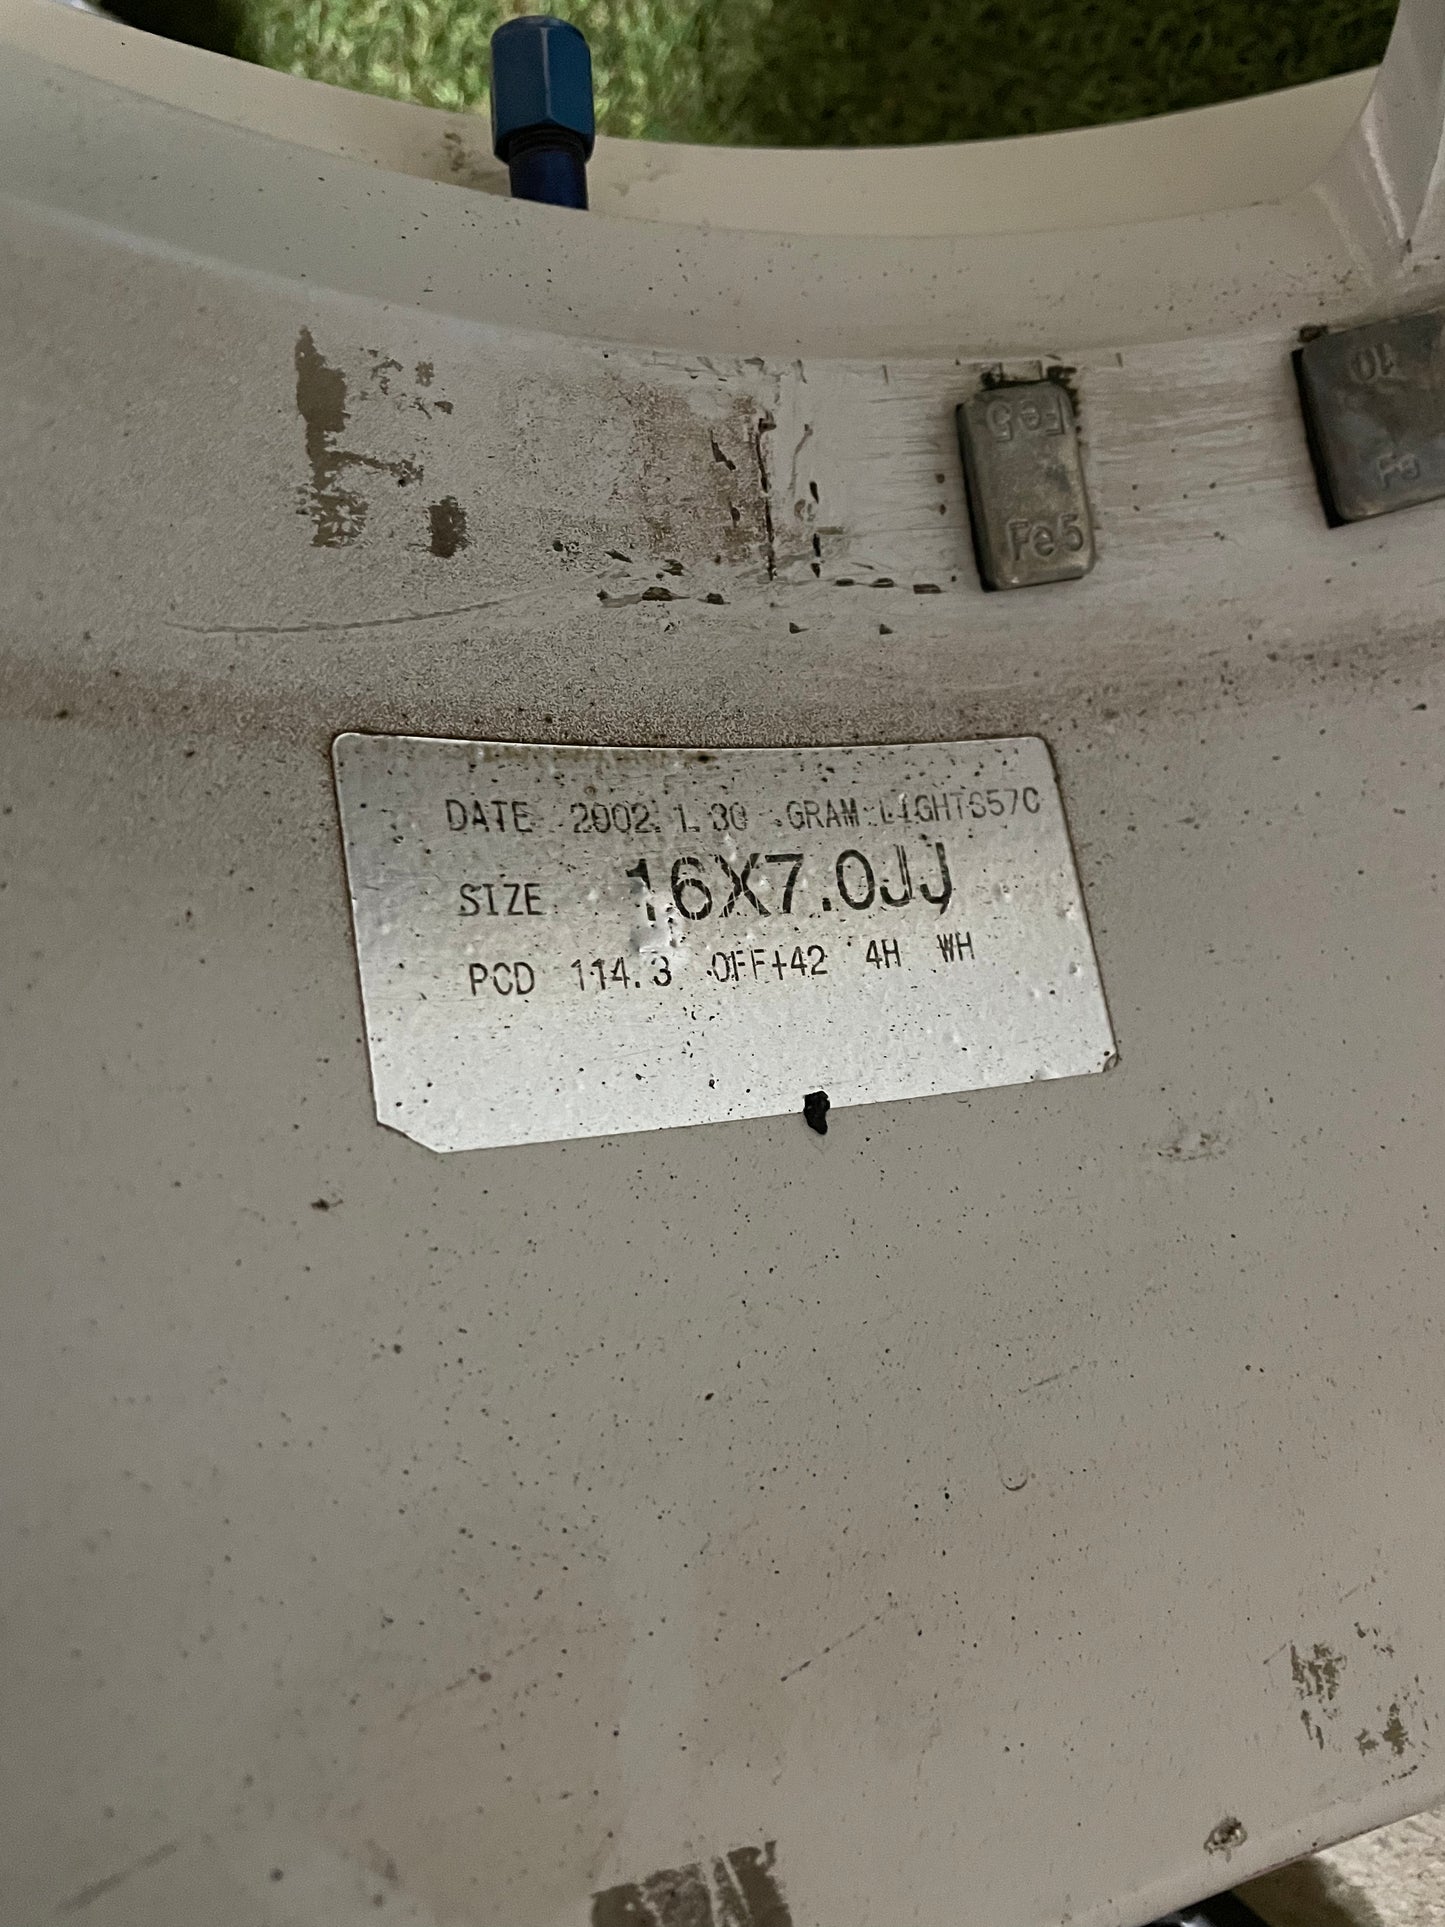 Fe5
Fe5
10
Fe
DATE 2002. 1. 30 GRAM LIGHTS57C
SIZE 16X7.0JJ
PCD 114.3 OFF+42 4H WH